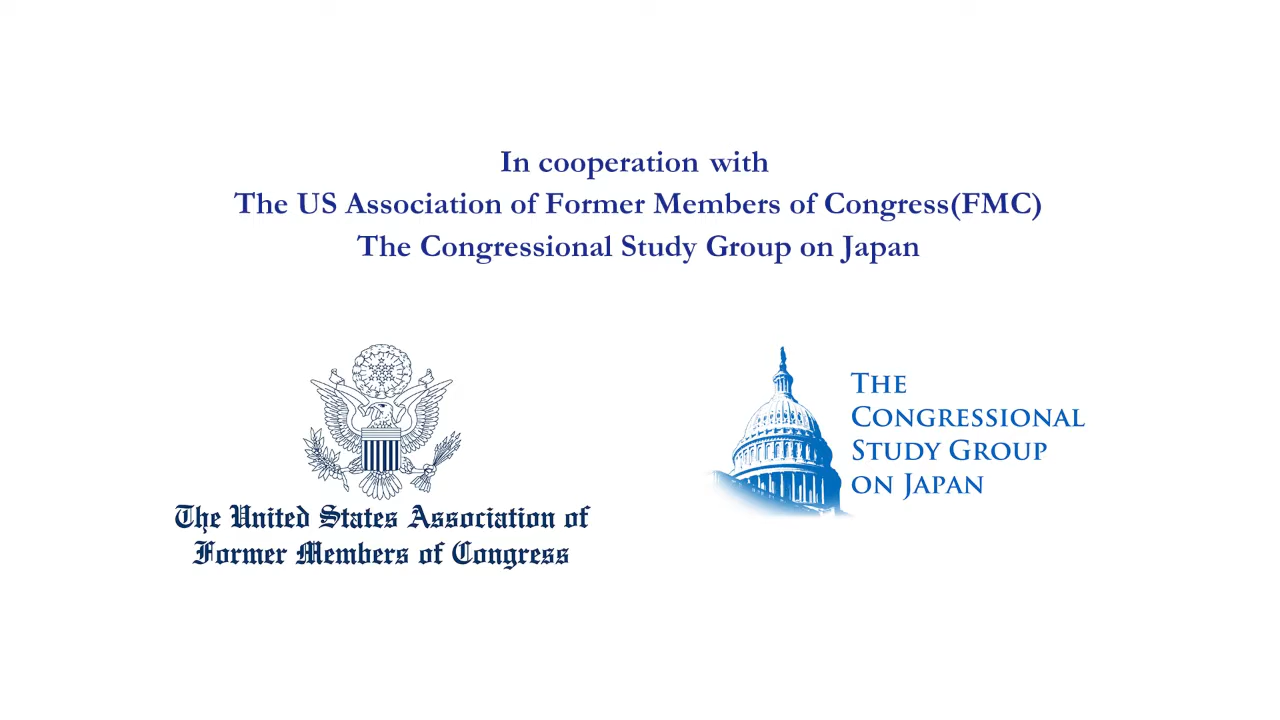 In cooperation with
The US Association of Former Members of Congress(FMC)
The Congressional Study Group on Japan
The United States Association of
Former Members of Congress
The
Congressional
Study Group
on Japan